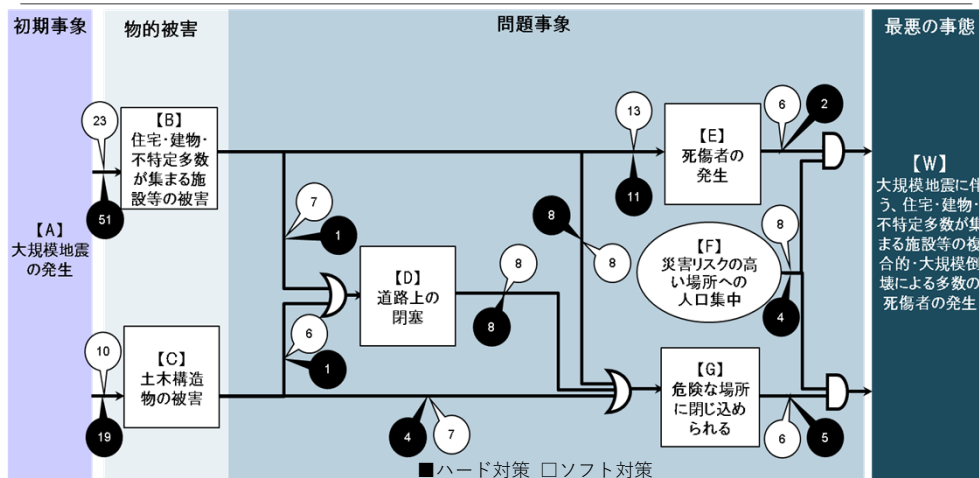 初期事象
物的被害
問題事象
最悪の事態
23
【B】
住宅・建物・
不特定多数
が集まる施
設等の被害
51
13
11
【E】
死傷者の
発生
6
2
【A】
大規模地震
の発生
7
1
8
8
【F】
災害リスクの高
い場所への
人口集中
8
4
【W】
大規模地震に伴
う、住宅・建物・
不特定多数が集
まる施設等の複
合的・大規模倒
壊による多数の
死傷者の発生
【D】
道路上の
閉塞
8
8
6
1
10
【C】
土木構造
物の被害
19
4
7
【G】
危険な場所
に閉じ込め
られる
6
5
■ハード対策 □ソフト対策